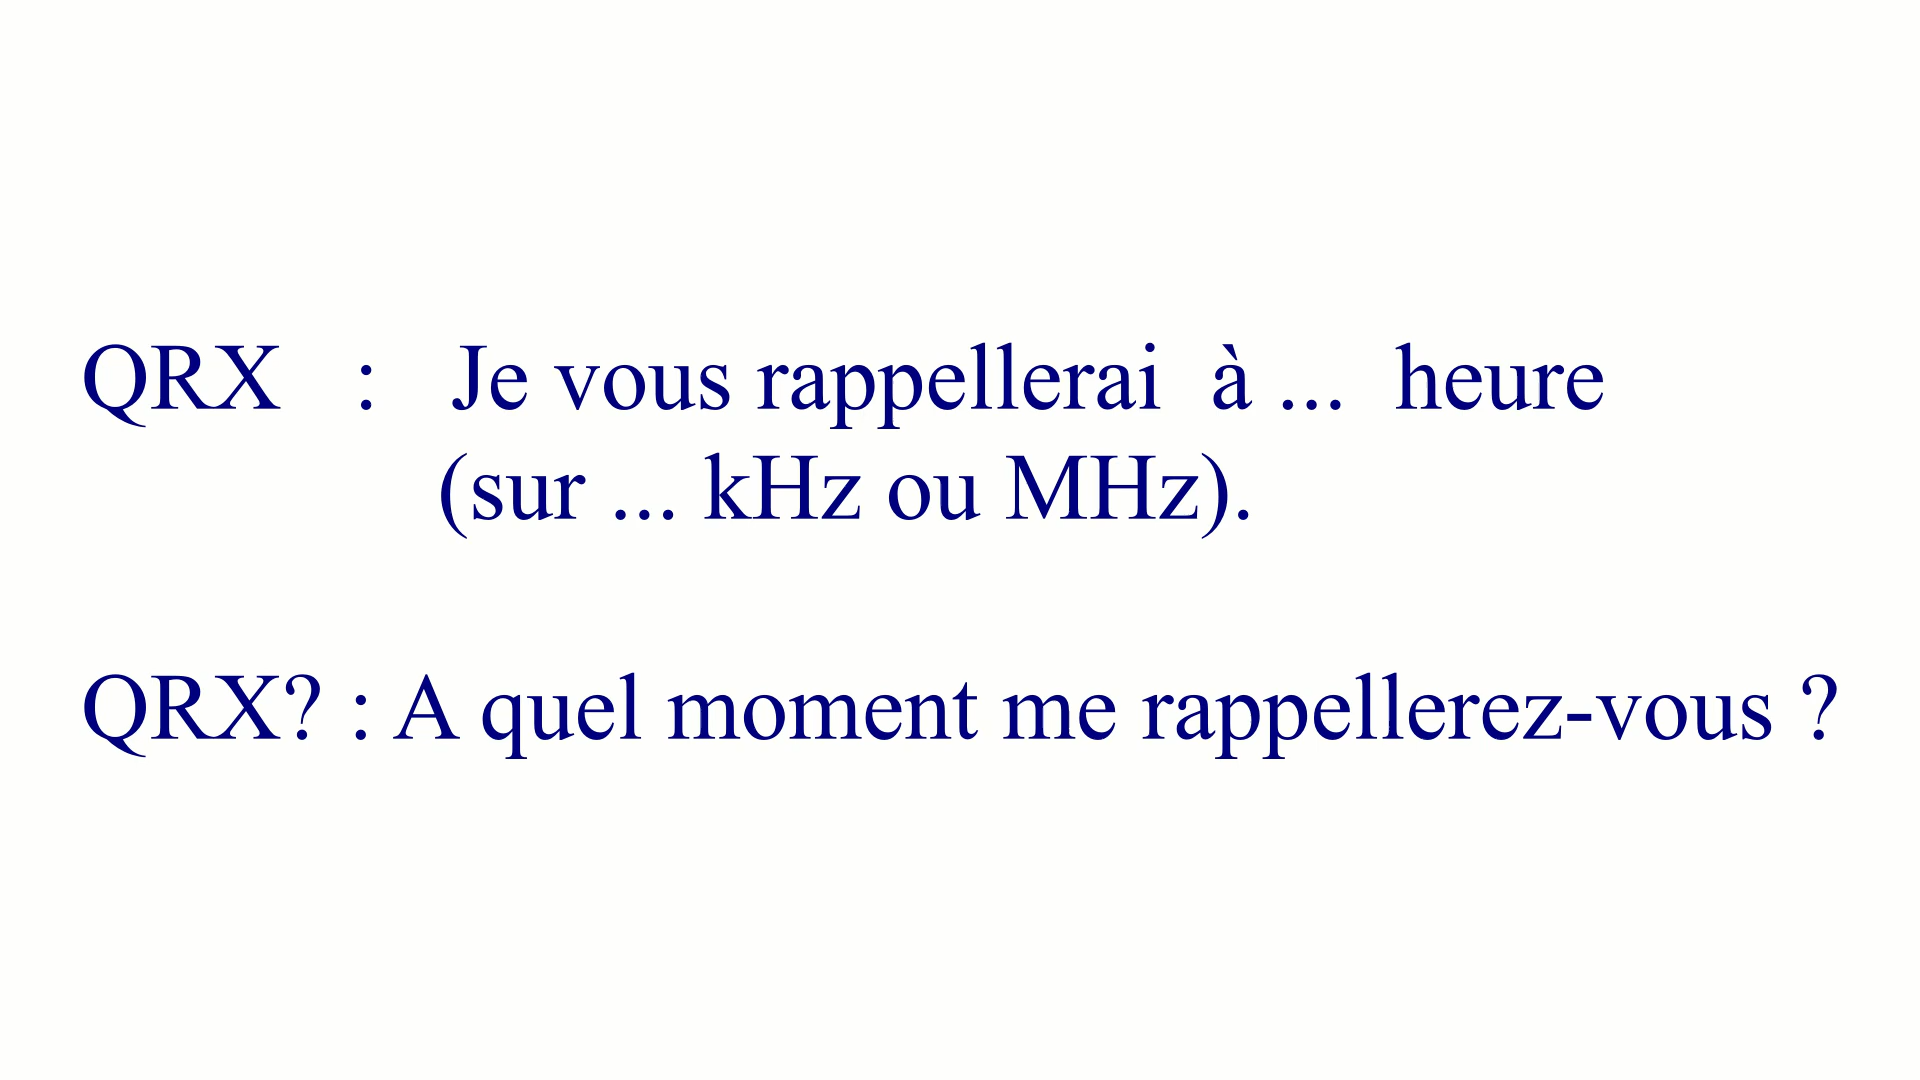 QRX : Je vous rappellerai à ... heure
(sur ... kHz ou MHz).
QRX? : A quel moment me rappellerez-vous ?